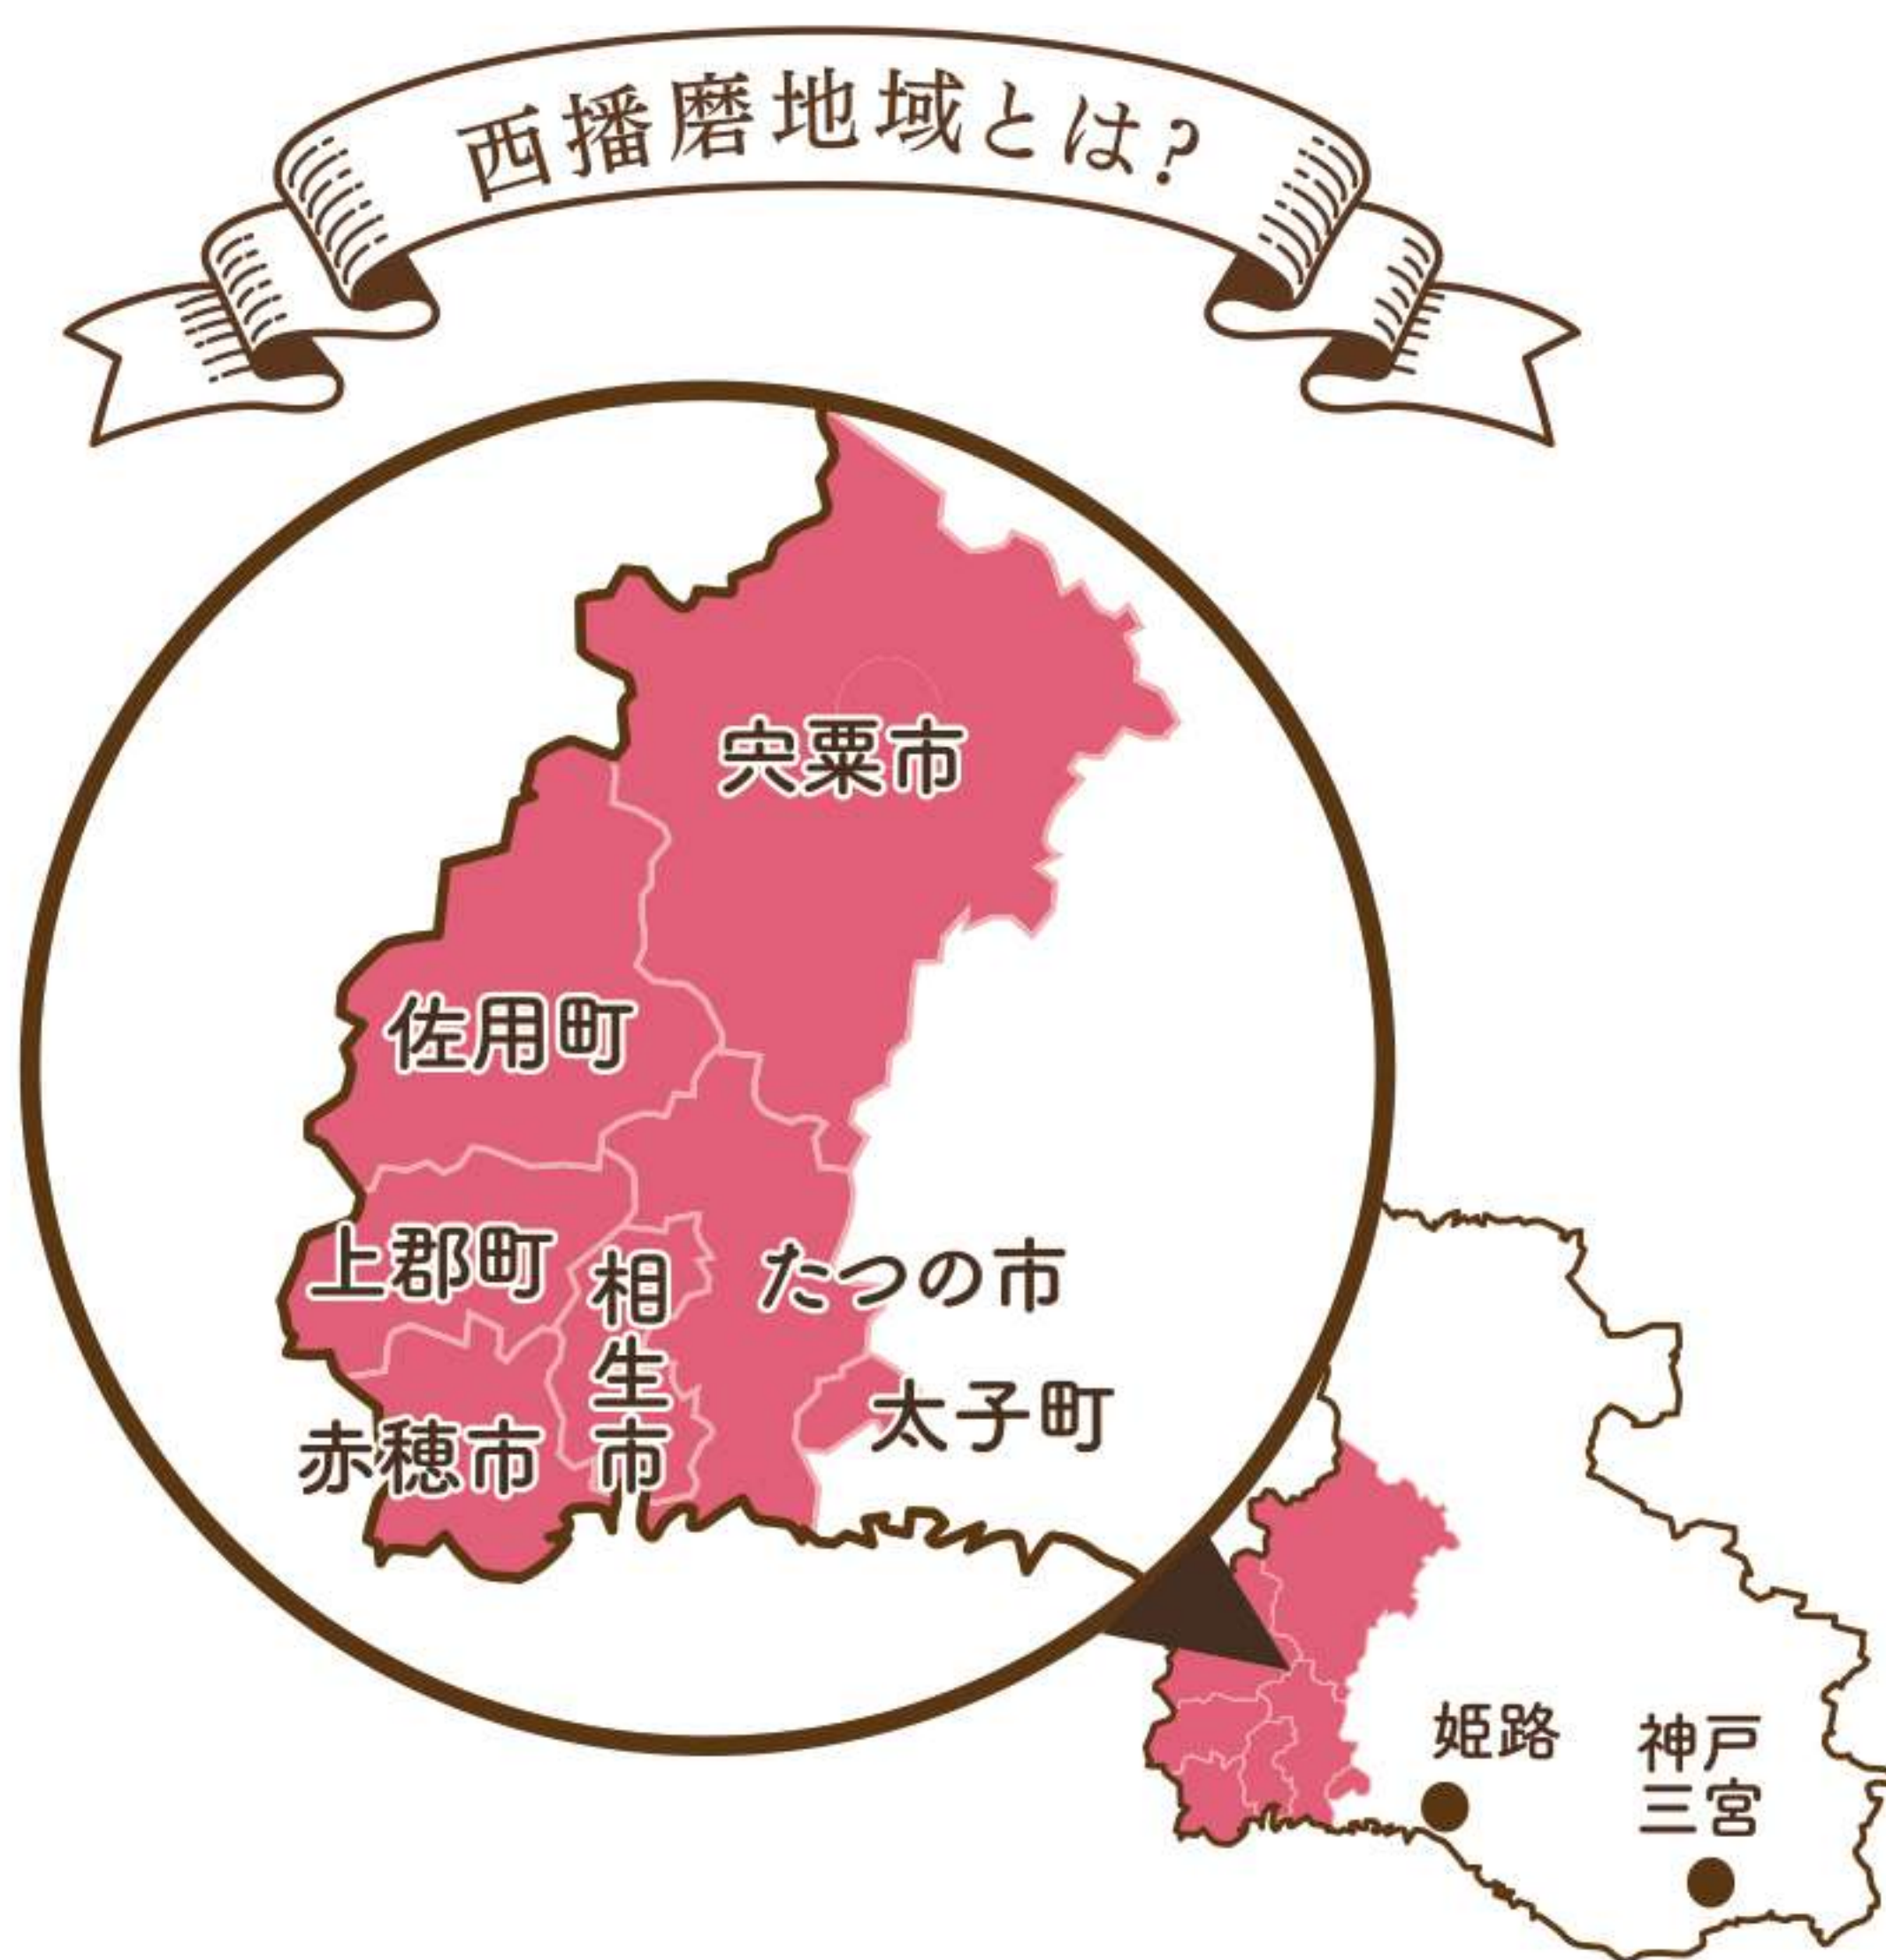 西播磨地域とは?
宍粟市
佐用町
上郡町
相生市
たつの市
太子町
赤穂市
姫路
神戸
三宮